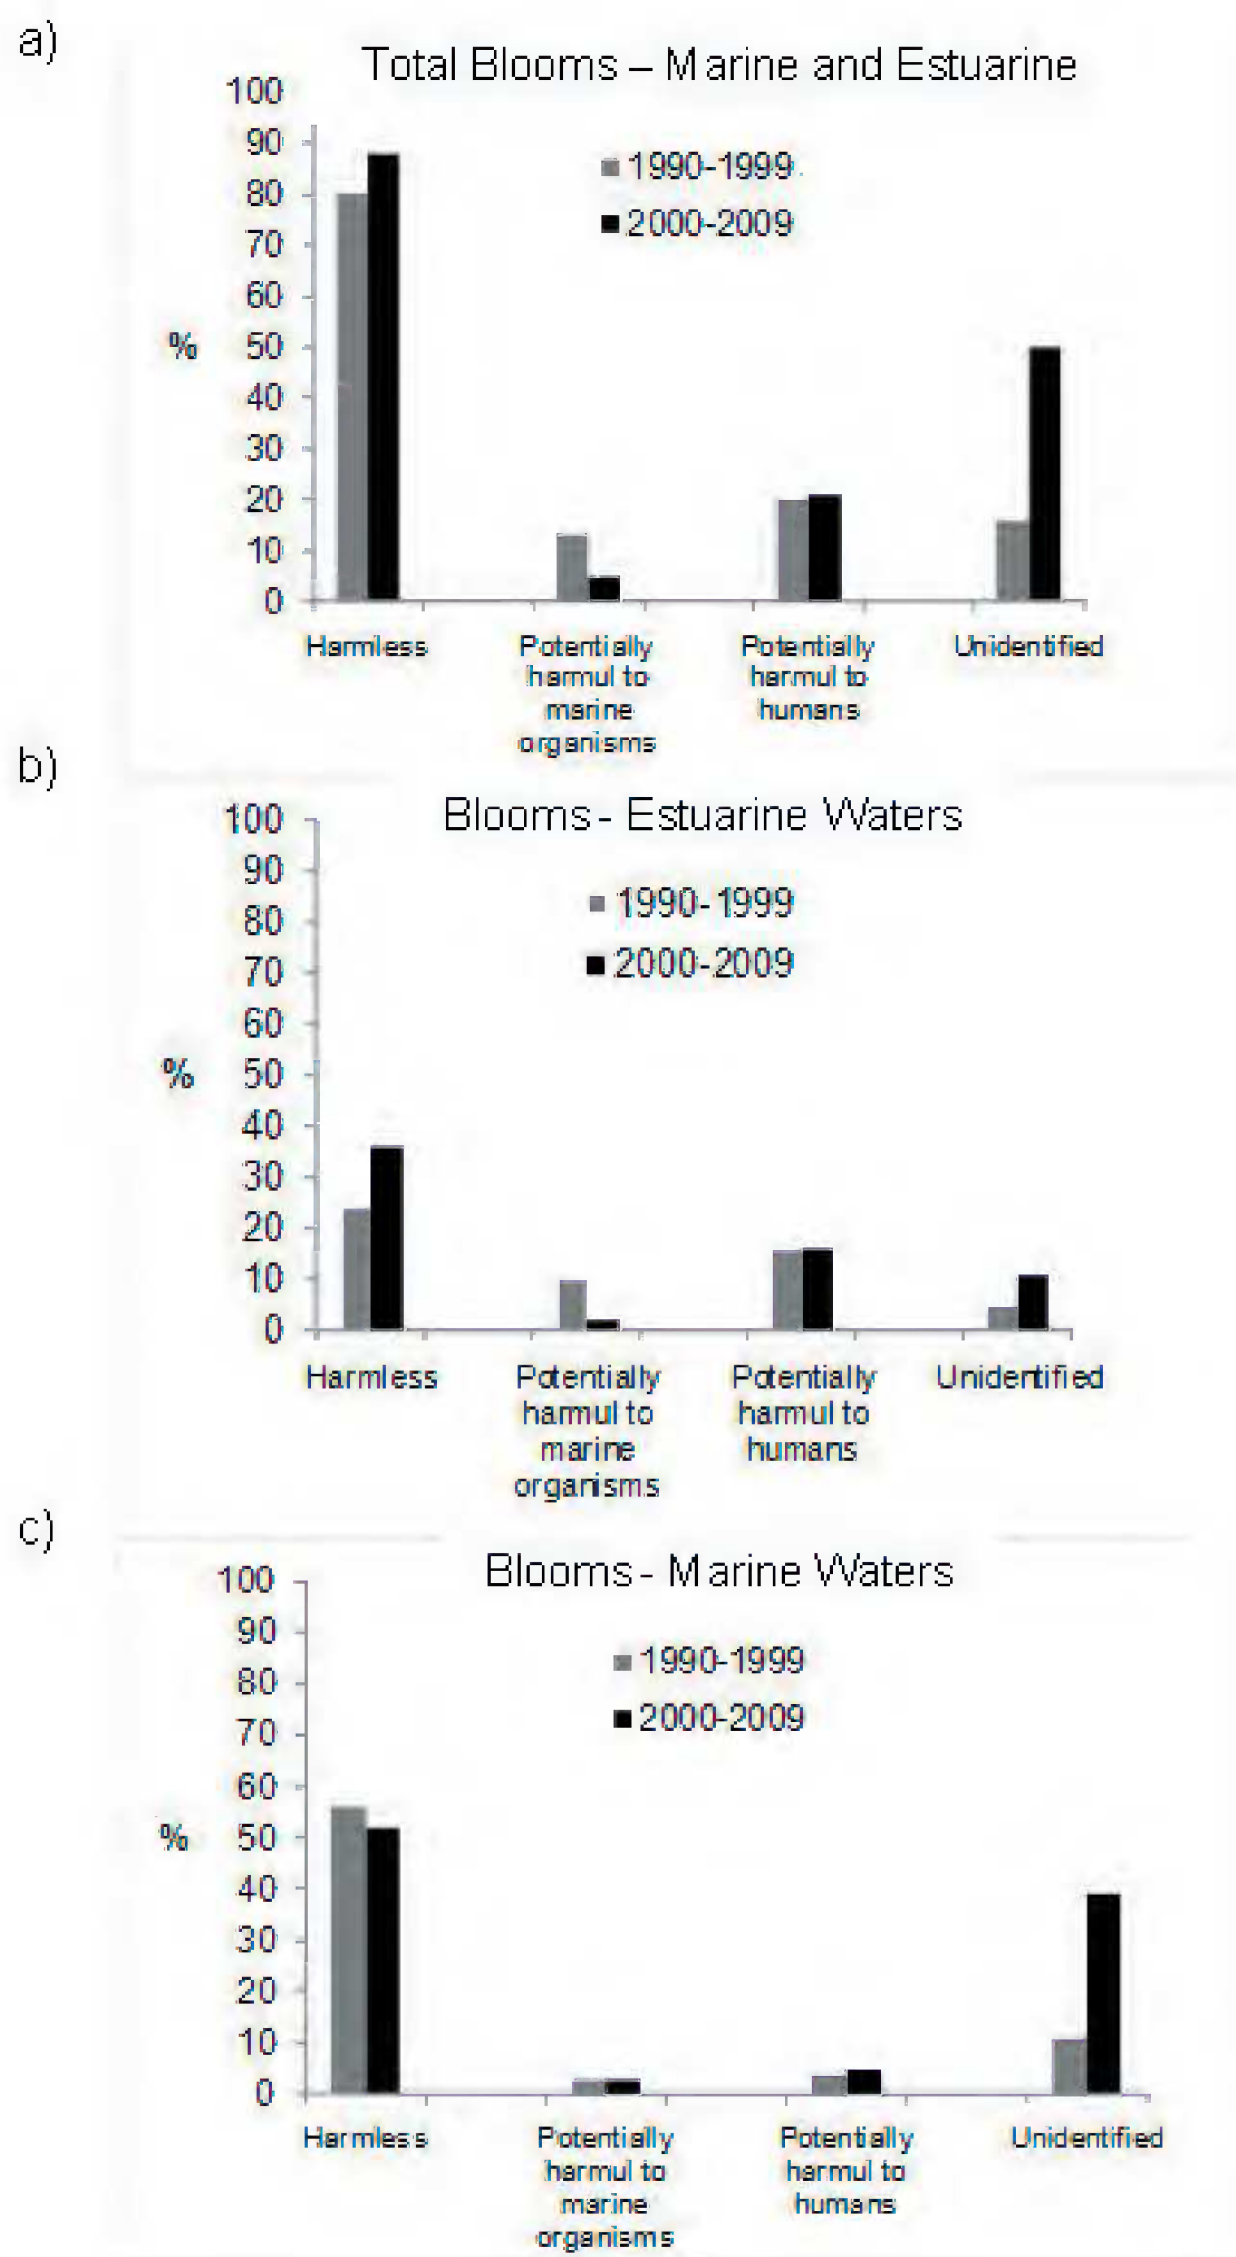 a)
Total Blooms – Marine and Estuarine
100
90
80
70
60
50
40
30
20
10
0
%
1990-1999
2000-2009
Harmless
Potentially
harmul to
marine
organisms
Potentially
harmul to
humans
Unidentified
b)
Blooms - Estuarine Waters
100
90
80
70
60
50
40
30
20
10
0
%
1990-1999
2000-2009
Harmless
Potentially
harmul to
marine
organisms
Potentially
harmul to
humans
Unidentified
c)
Blooms - Marine Waters
100
90
80
70
60
50
40
30
20
10
0
%
1990-1999
2000-2009
Harmless
Potentially
harmul to
marine
organisms
Potentially
harmul to
humans
Unidentified